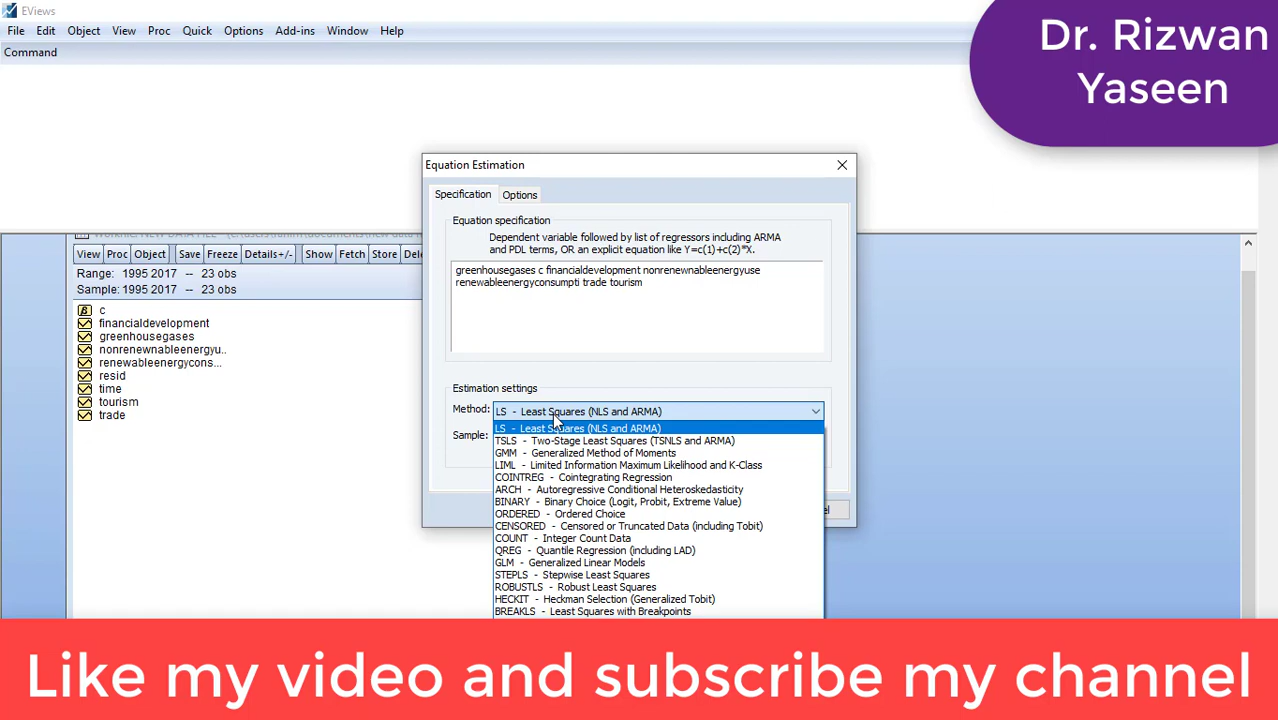 EViews
File Edit Object View Proc Quick Options Add-ins Window Help
Command
Dr. Rizwan
Yaseen
Equation Estimation
Specification Options
Equation specification
Dependent variable followed by list of regressors including ARMA
and PDL terms, OR an explicit equation like Y=c(1)+c(2)*X.
greenhousegases c financialdevelopment nonrenewnableenergyuse
renewableenergyconsumpti trade tourism
View Proc Object Save Freeze Details+/- Show Fetch Store
Range: 1995 2017 -- 23 obs
Sample: 1995 2017 -- 23 obs
c
financialdevelopment
greenhousegases
nonrenewnableenergyu..
renewableenergycons...
resid
time
tourism
trade
Estimation settings
Method: LS - Least Squares (NLS and ARMA)
Sample:
LS - Least Squares (NLS and ARMA)
TSLS - Two-Stage Least Squares (TSNLS and ARMA)
GMM - Generalized Method of Moments
LIML - Limited Information Maximum Likelihood and K-Class
COINTREG - Cointegrating Regression
ARCH - Autoregressive Conditional Heteroskedasticity
BINARY - Binary Choice (Logit, Probit, Extreme Value)
ORDERED - Ordered Choice
CENSORED - Censored or Truncated Data (including Tobit)
COUNT - Integer Count Data
QREG - Quantile Regression (including LAD)
GLM - Generalized Linear Models
STEPLS - Stepwise Least Squares
ROBUSTLS - Robust Least Squares
HECKIT - Heckman Selection (Generalized Tobit)
BREAKLS - Least Squares with Breakpoints
Like my video and subscribe my channel